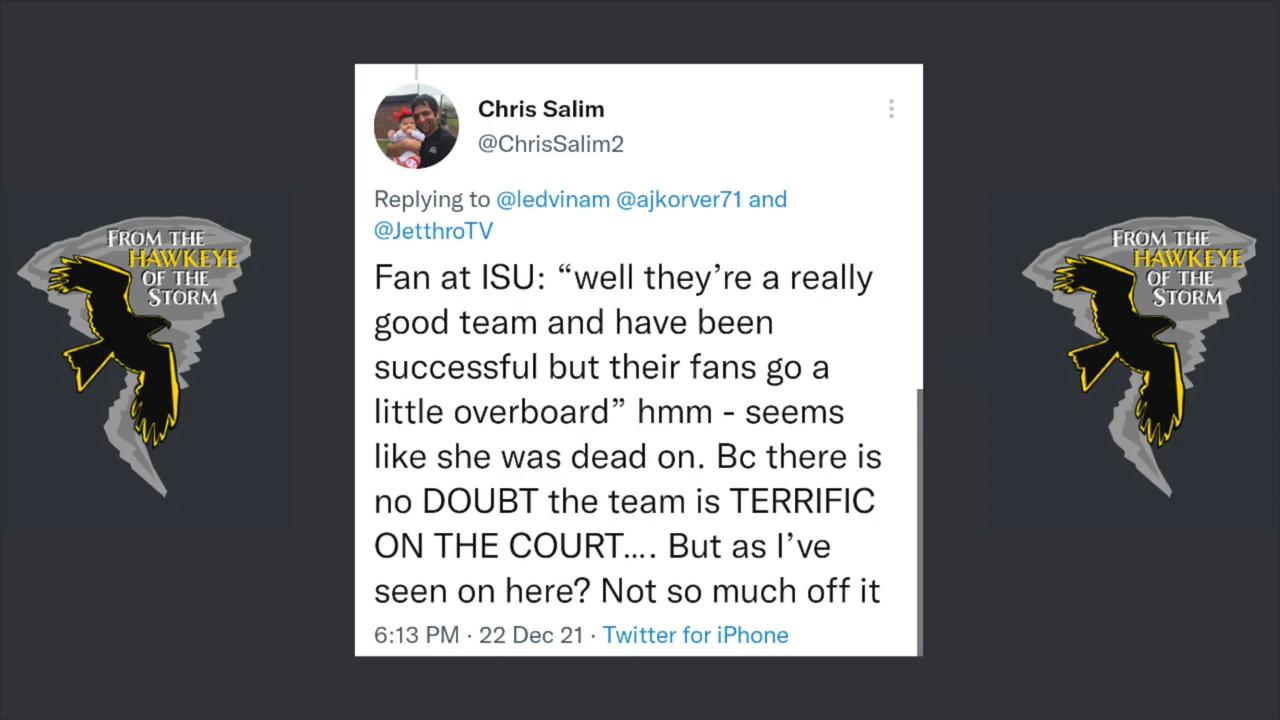 FROM THE
HAWKEYE
OF THE
STORM
Chris Salim
@ChrisSalim2
Replying to @ledvinam @ajkorver71 and
@JetthroTV
Fan at ISU: “well they’re a really
good team and have been
successful but their fans go a
little overboard” hmm - seems
like she was dead on. Bc there is
no DOUBT the team is TERRIFIC
ON THE COURT.... But as I’ve
seen on here? Not so much off it
6:13 PM · 22 Dec 21 · Twitter for iPhone
FROM THE
HAWKEYE
OF THE
STORM